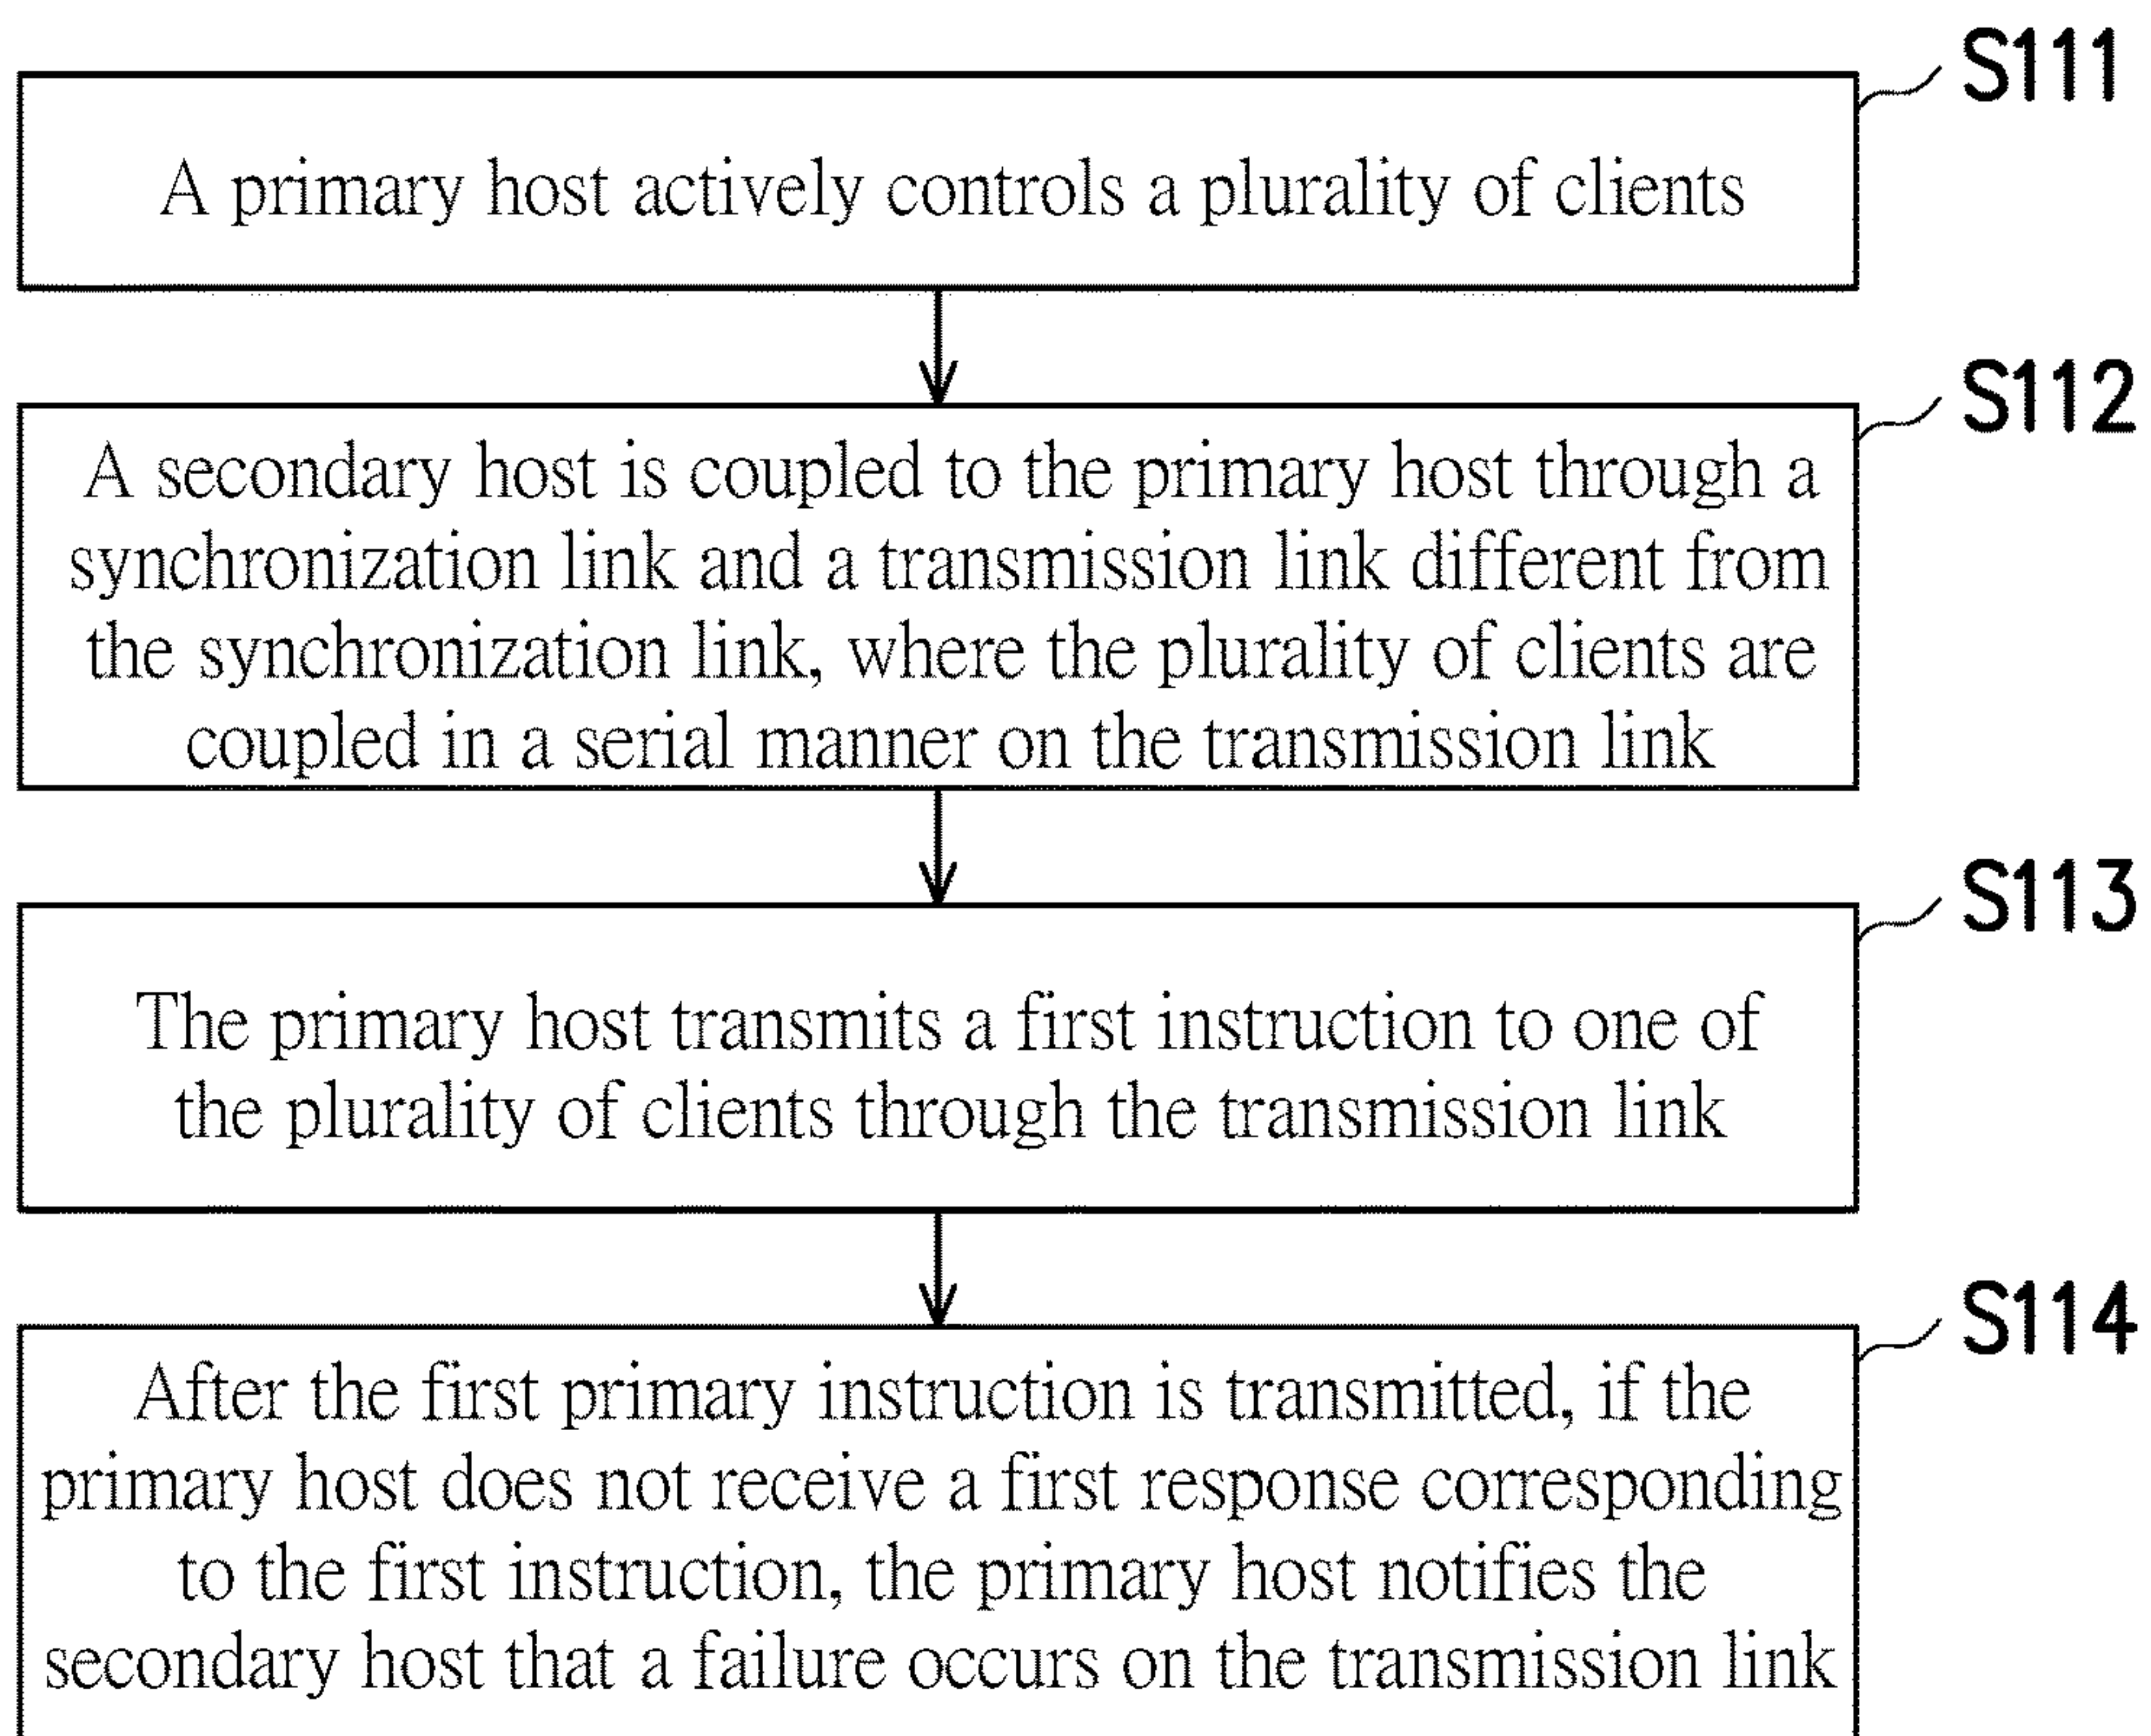 S111
A primary host actively controls a plurality of clients
S112
A secondary host is coupled to the primary host through a
synchronization link and a transmission link different from
the synchronization link, where the plurality of clients are
coupled in a serial manner on the transmission link
S113
The primary host transmits a first instruction to one of
the plurality of clients through the transmission link
S114
After the first primary instruction is transmitted, if the
primary host does not receive a first response corresponding
to the first instruction, the primary host notifies the
secondary host that a failure occurs on the transmission link